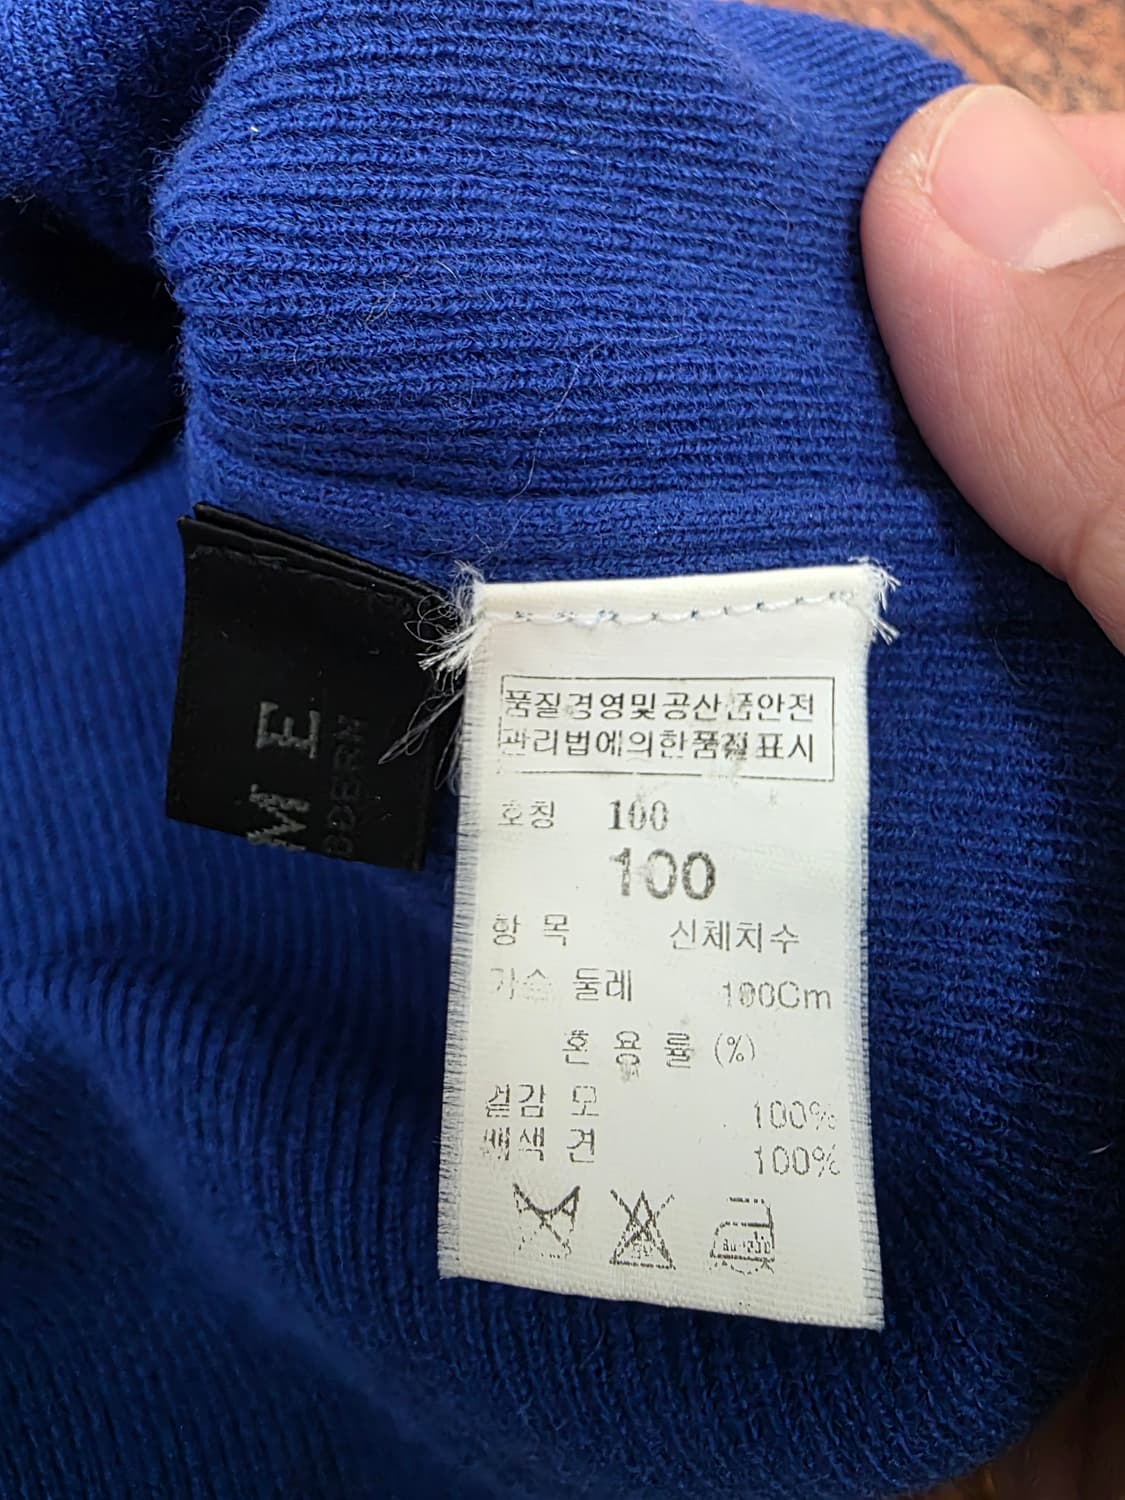 M E
품질경영및공산품안전
관리법에의한품질표시
호칭 100
100
항 목 신체치수
가슴 둘레 100Cm
혼 용 률 (%)
겉감 모 100%
배색 견 100%